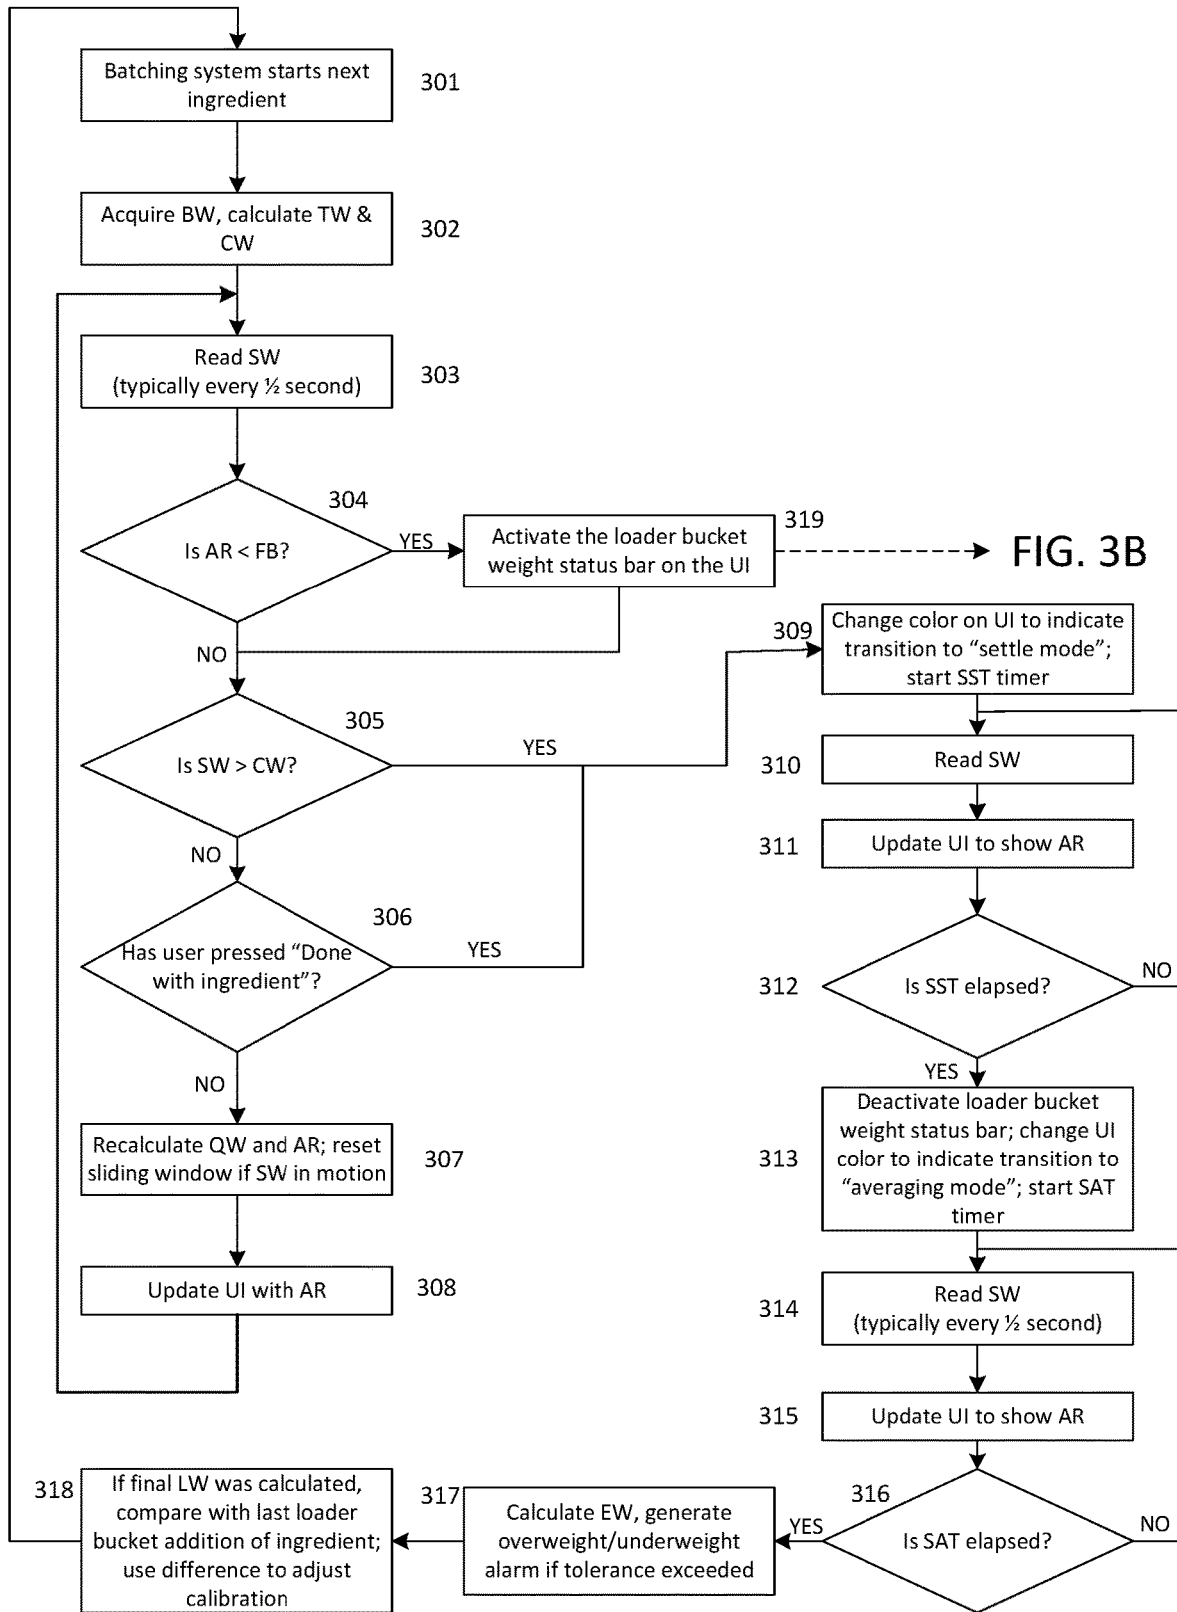 Batching system starts next
ingredient
301
Acquire BW, calculate TW &
CW
302
Read SW
(typically every ½ second)
303
304
Is AR < FB?
YES
NO
Activate the loader bucket
weight status bar on the UI
319
FIG. 3B
305
Is SW > CW?
YES
NO
306
Has user pressed “Done
with ingredient”?
YES
NO
Recalculate QW and AR; reset
sliding window if SW in motion
307
Update UI with AR
308
309
Change color on UI to indicate
transition to “settle mode”;
start SST timer
310
Read SW
311
Update UI to show AR
312
Is SST elapsed?
NO
YES
313
Deactivate loader bucket
weight status bar; change UI
color to indicate transition to
“averaging mode”; start SAT
timer
314
Read SW
(typically every ½ second)
315
Update UI to show AR
316
Is SAT elapsed?
NO
YES
317
Calculate EW, generate
overweight/underweight
alarm if tolerance exceeded
318
If final LW was calculated,
compare with last loader
bucket addition of ingredient;
use difference to adjust
calibration